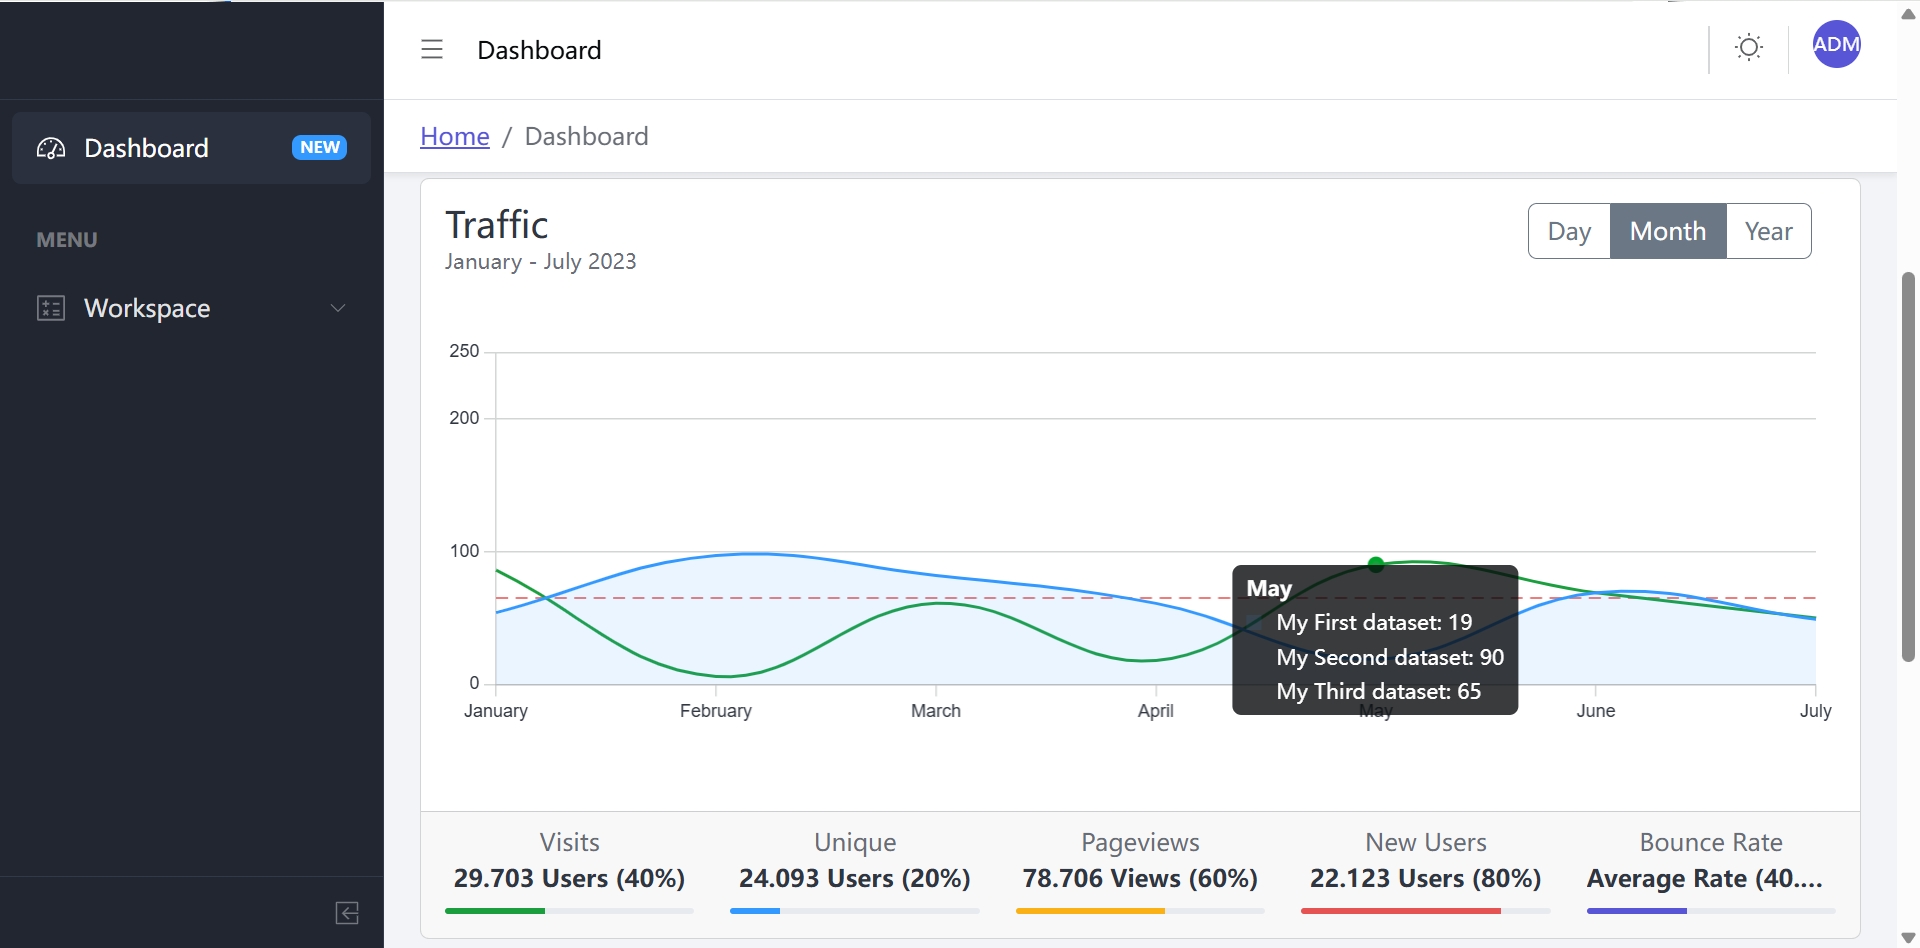 Dashboard
ADM
Dashboard NEW
Home / Dashboard
MENU
Workspace
Traffic
January - July 2023
Day Month Year
250
200
100
0
May
My First dataset: 19
My Second dataset: 90
My Third dataset: 65
January February March April May June July
Visits
29.703 Users (40%)
Unique
24.093 Users (20%)
Pageviews
78.706 Views (60%)
New Users
22.123 Users (80%)
Bounce Rate
Average Rate (40....